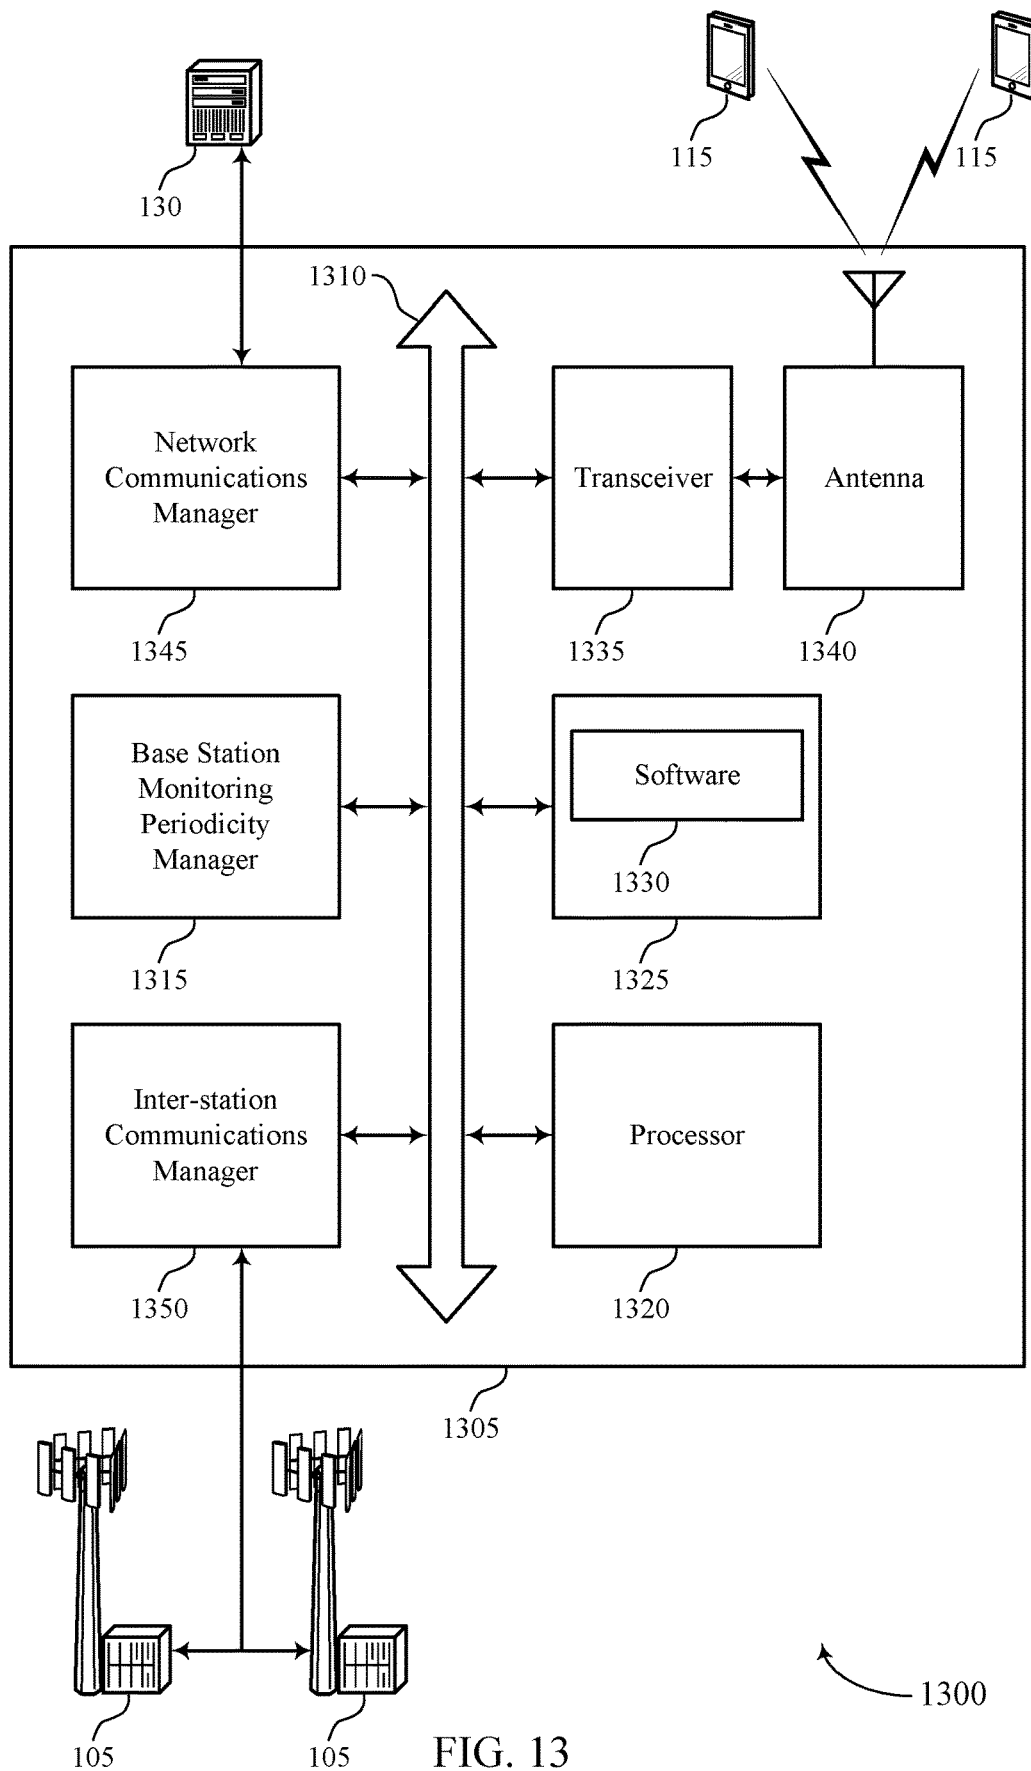 115
115
130
1310
Network
Communications
Manager
Transceiver
Antenna
1345
1335
1340
Base Station
Monitoring
Periodicity
Manager
Software
1330
1315
1325
Inter-station
Communications
Manager
Processor
1350
1320
1305
1300
105
105
FIG. 13